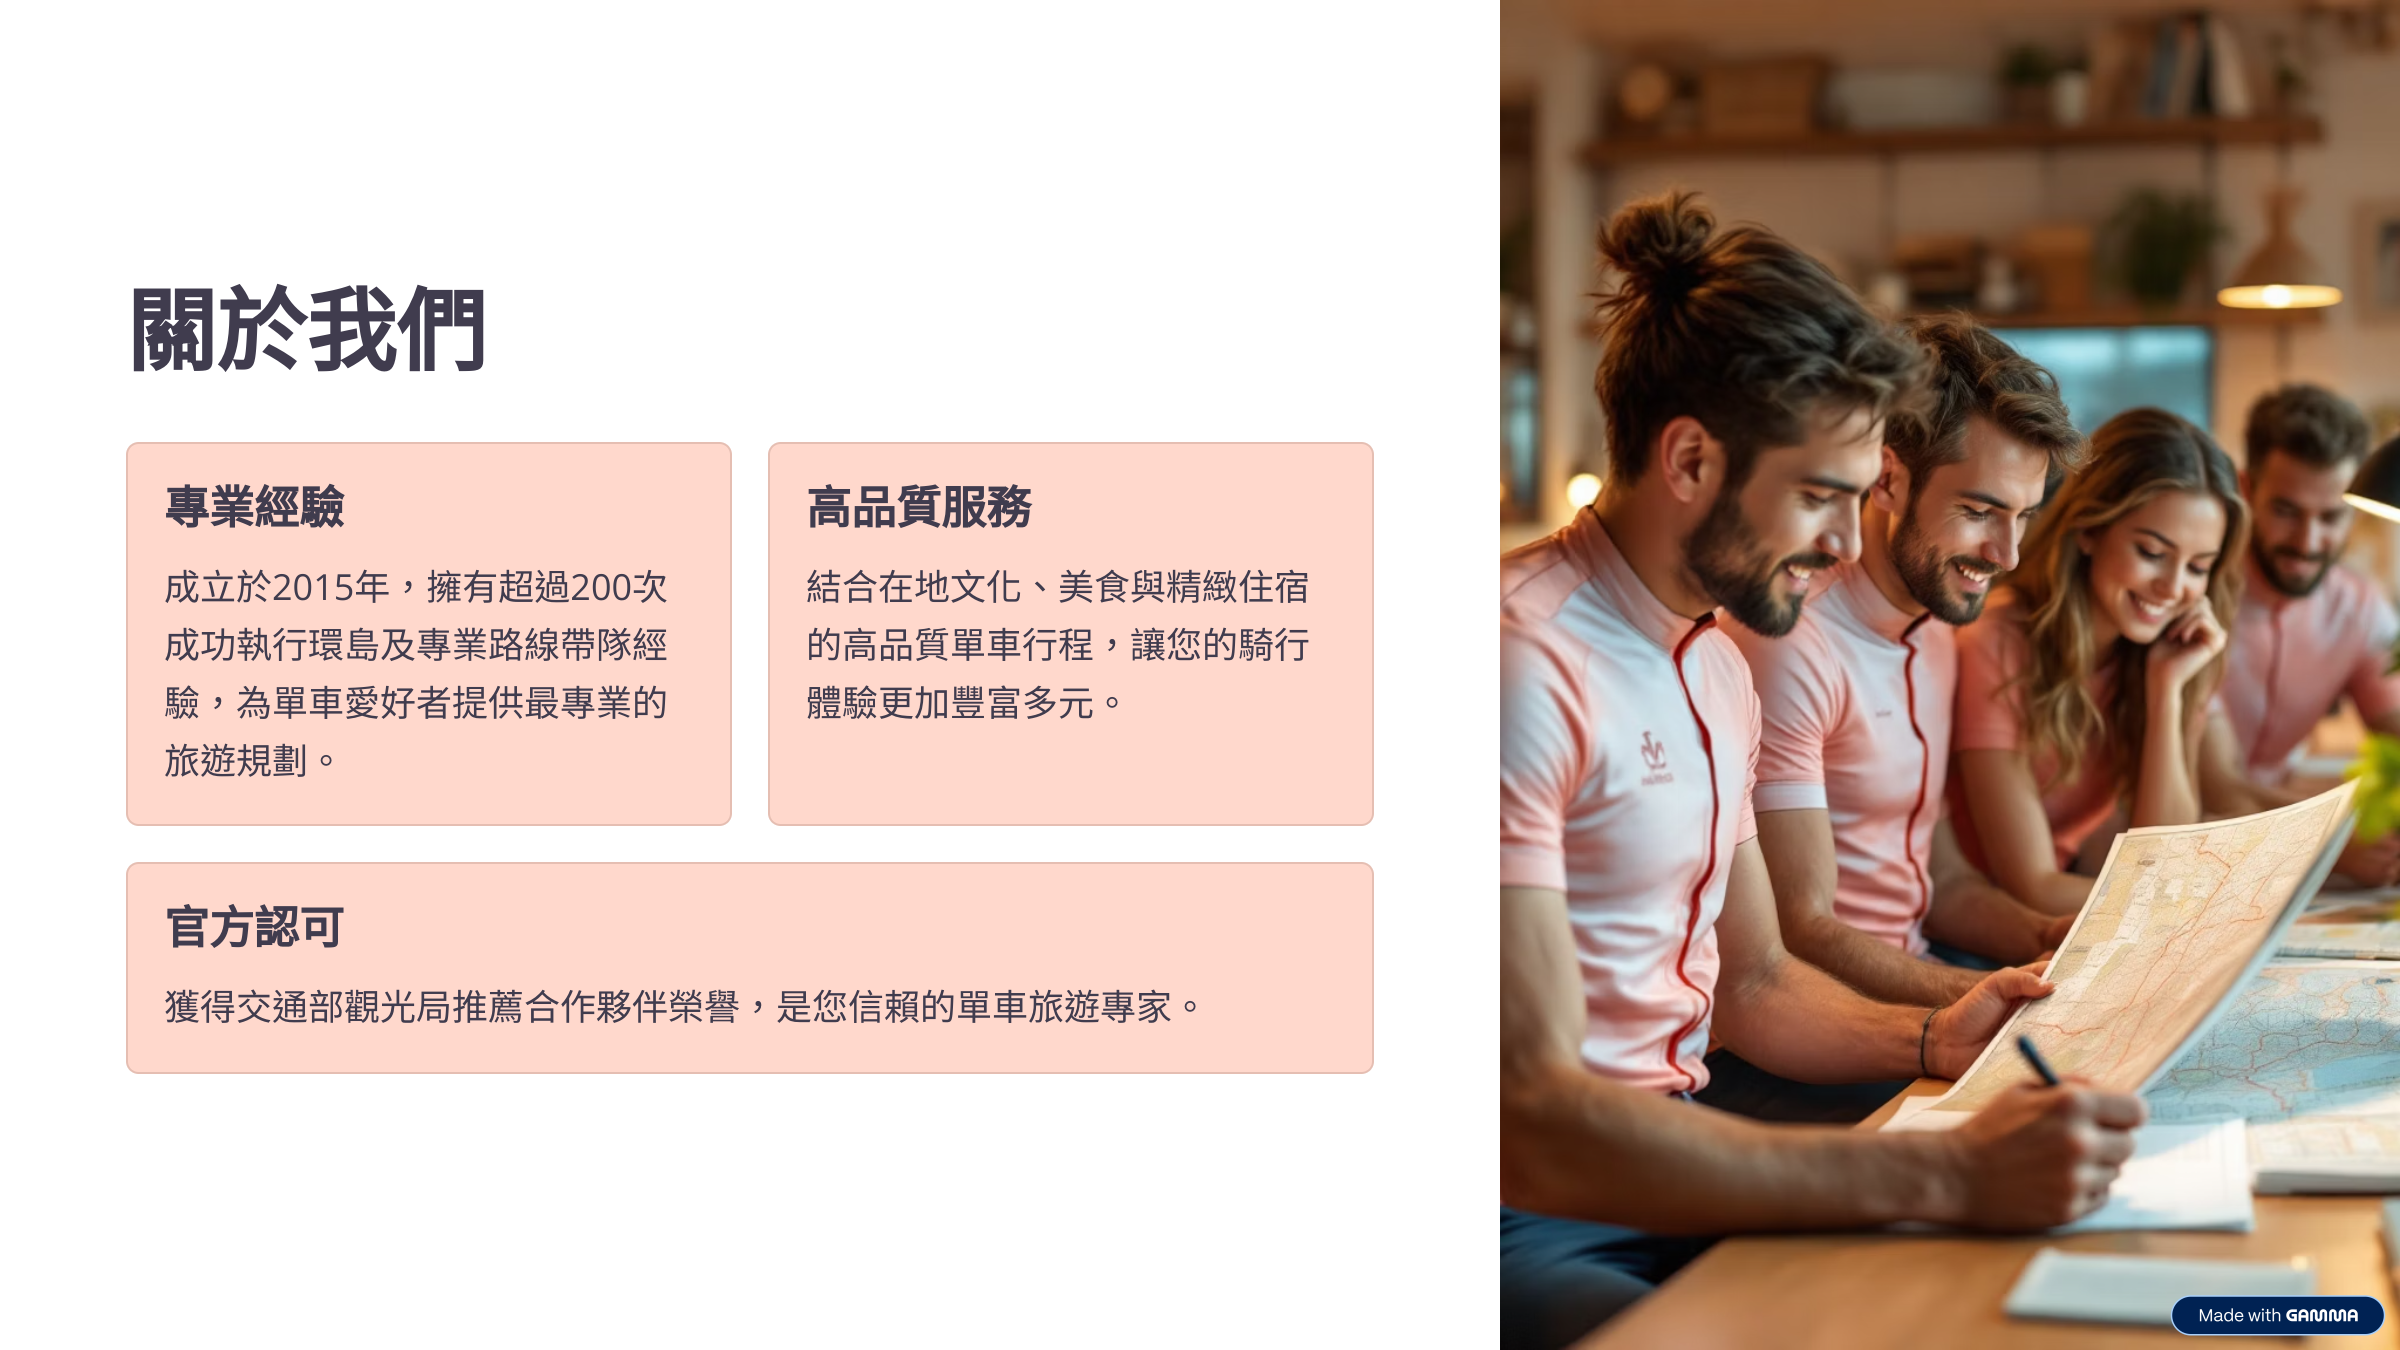 關於我們
專業經驗
成立於2015年，擁有超過200次
成功執行環島及專業路線帶隊經
驗，為單車愛好者提供最專業的
旅遊規劃。
高品質服務
結合在地文化、美食與精緻住宿
的高品質單車行程，讓您的騎行
體驗更加豐富多元。
官方認可
獲得交通部觀光局推薦合作夥伴榮譽，是您信賴的單車旅遊專家。
Made with GAMMA